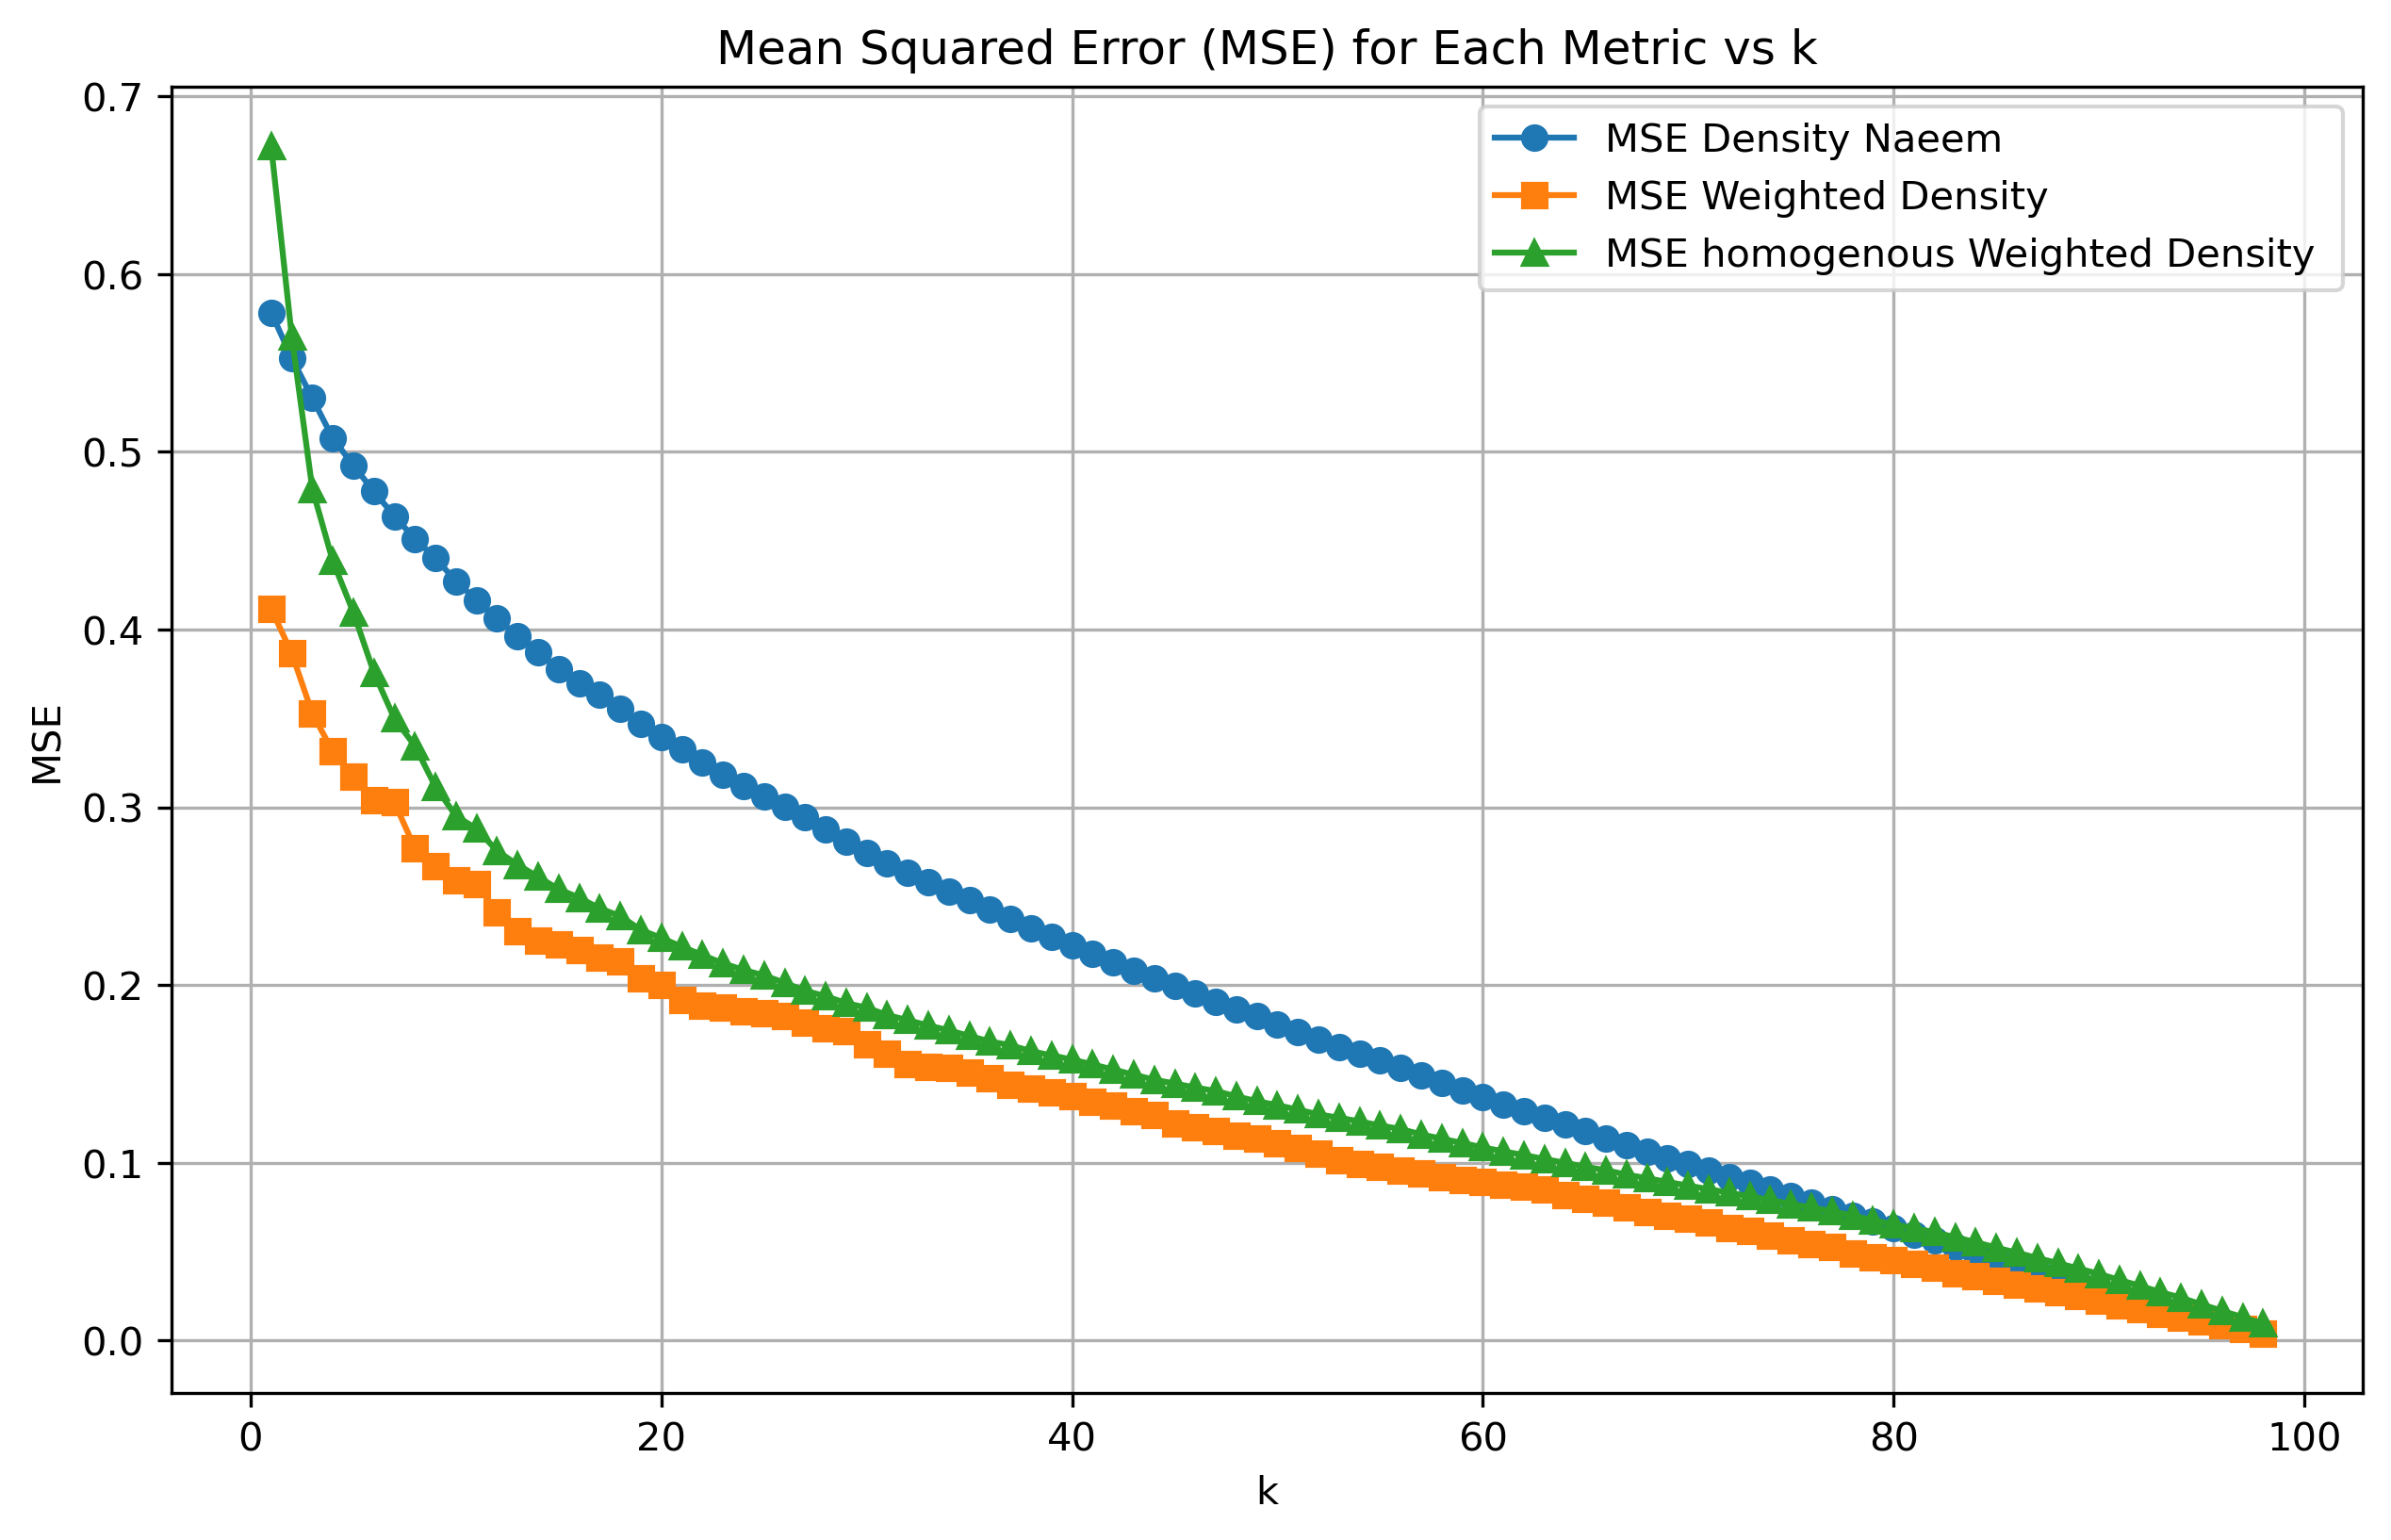 Mean Squared Error (MSE) for Each Metric vs k
MSE Density Naeem
MSE Weighted Density
MSE homogenous Weighted Density
MSE
0.7
0.6
0.5
0.4
0.3
0.2
0.1
0.0
0 20 40 60 80 100
k